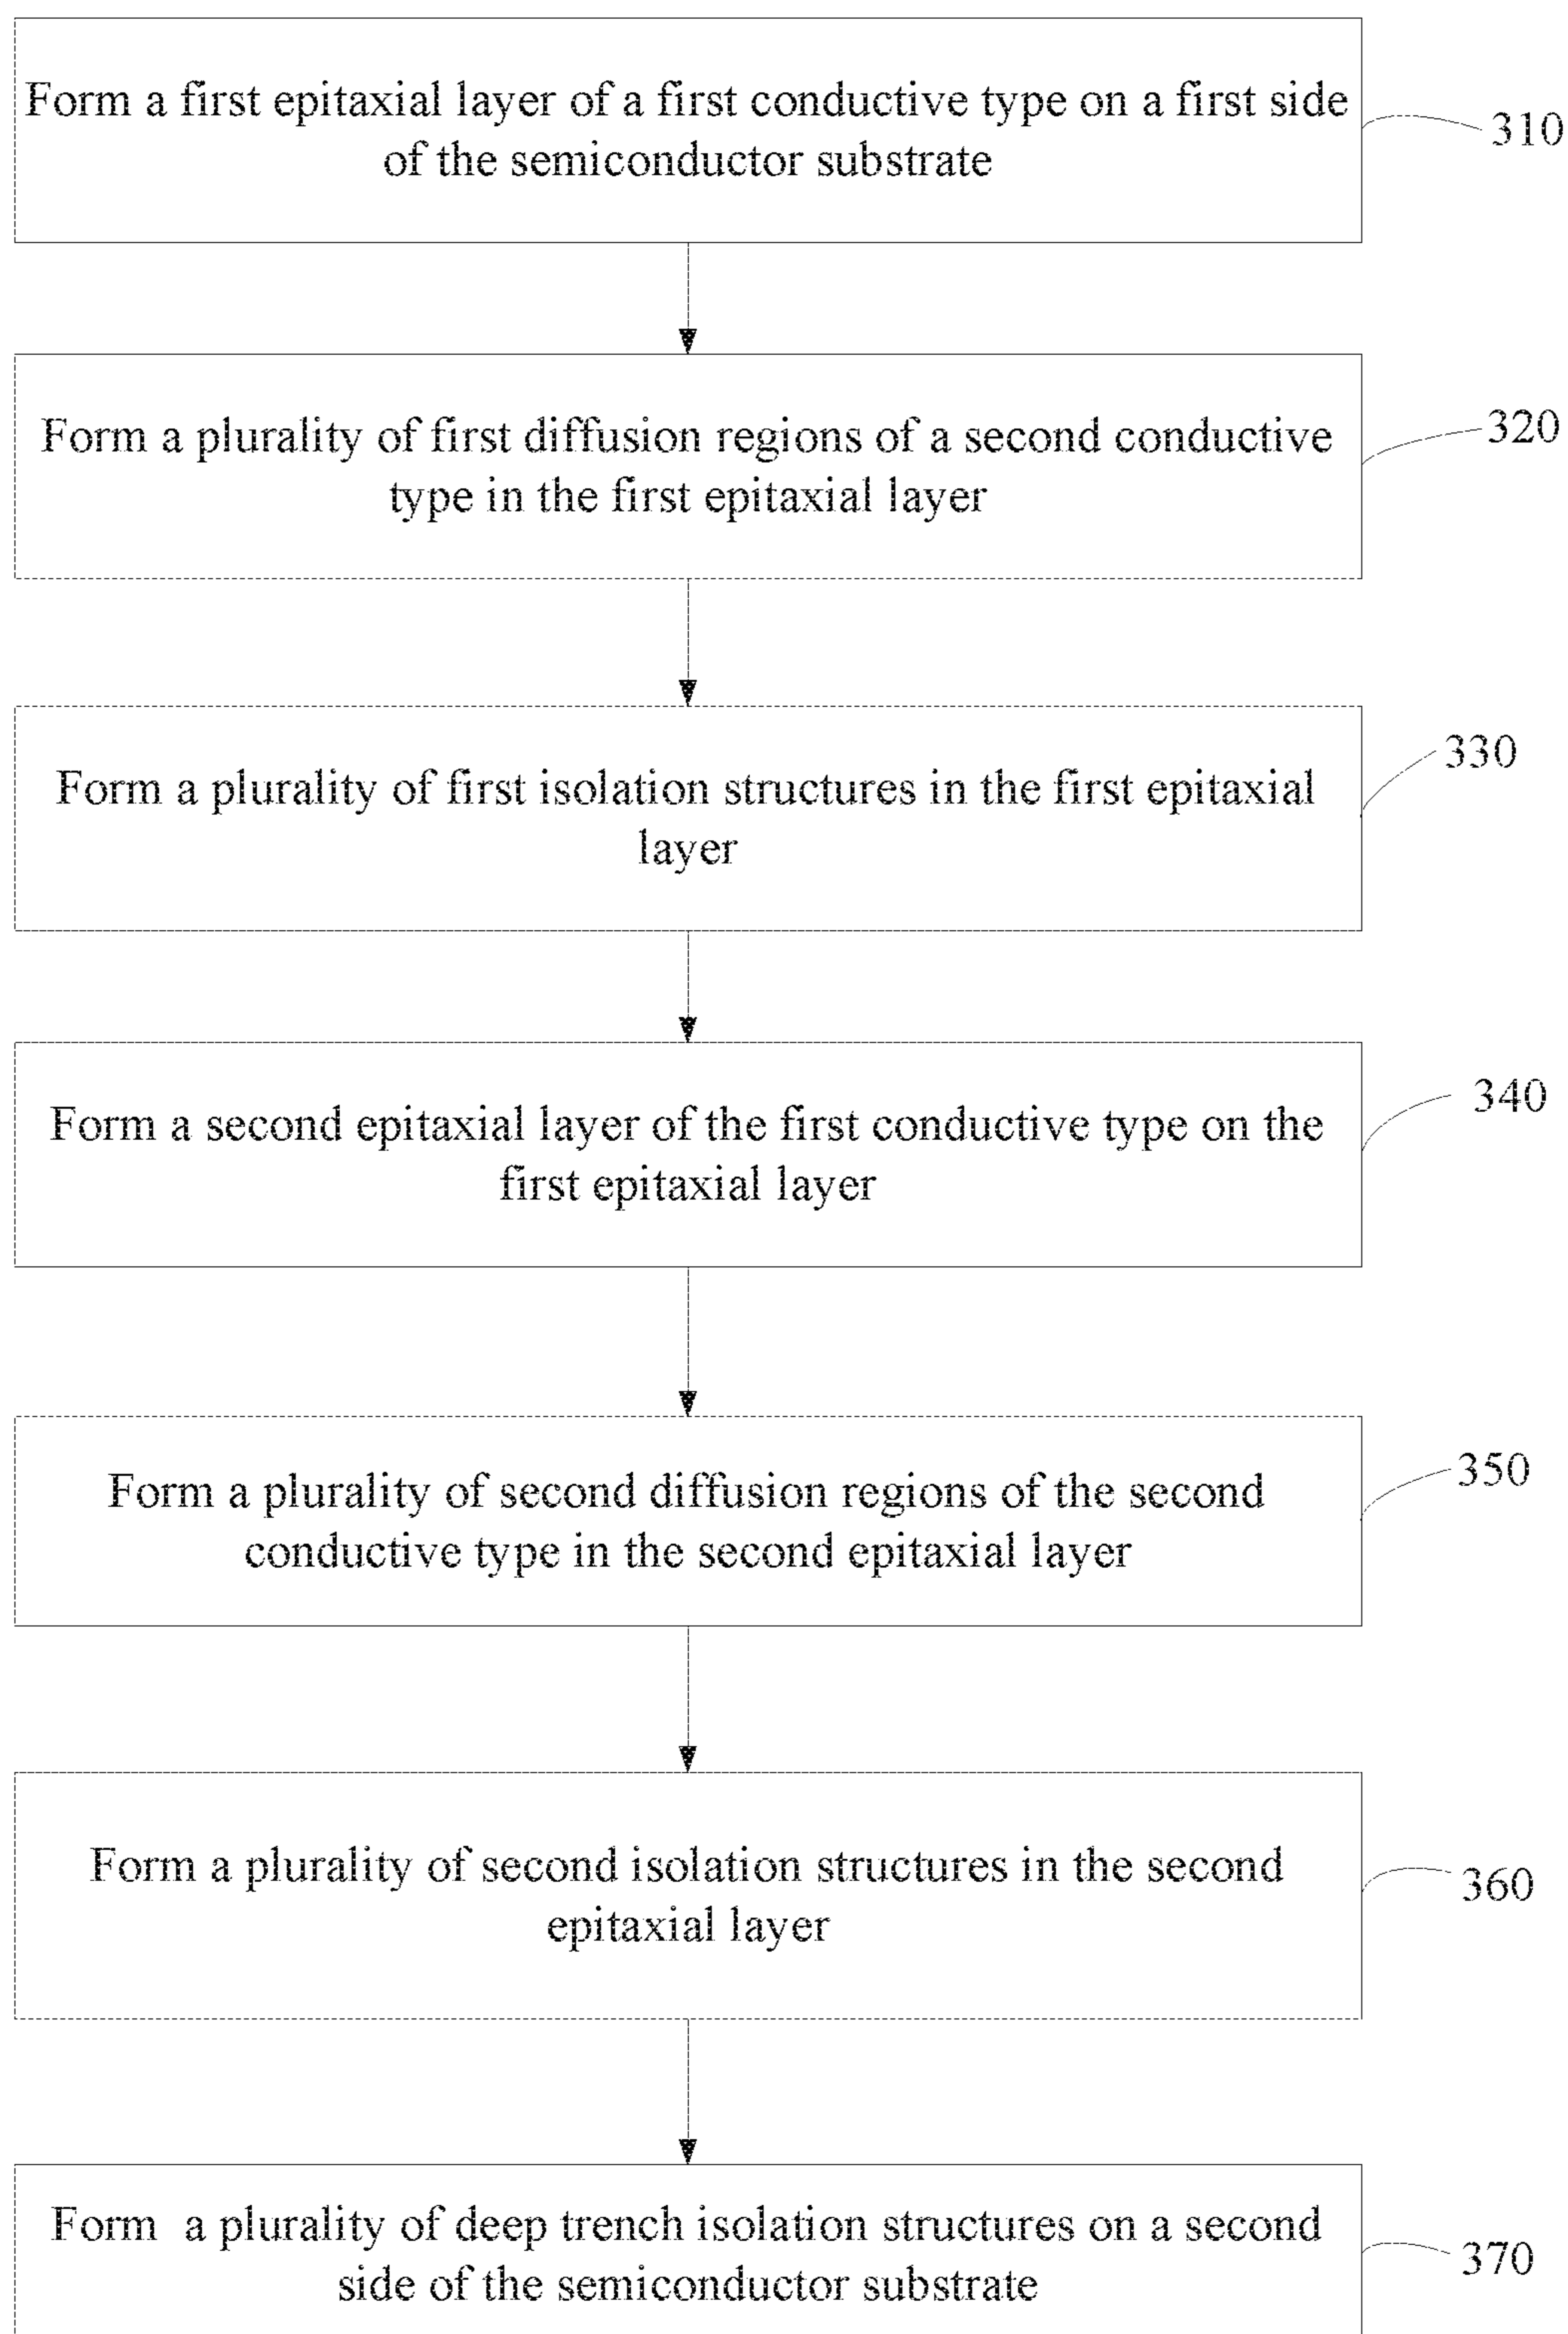 Form a first epitaxial layer of a first conductive type on a first side
of the semiconductor substrate
310
Form a plurality of first diffusion regions of a second conductive
type in the first epitaxial layer
320
Form a plurality of first isolation structures in the first epitaxial
layer
330
Form a second epitaxial layer of the first conductive type on the
first epitaxial layer
340
Form a plurality of second diffusion regions of the second
conductive type in the second epitaxial layer
350
Form a plurality of second isolation structures in the second
epitaxial layer
360
Form a plurality of deep trench isolation structures on a second
side of the semiconductor substrate
370